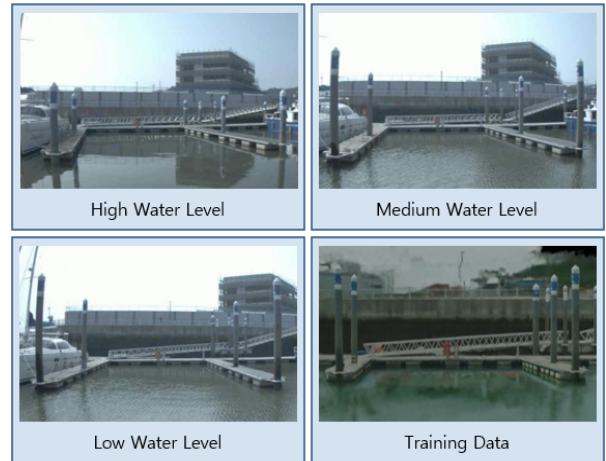 High Water Level
Medium Water Level
Low Water Level
Training Data